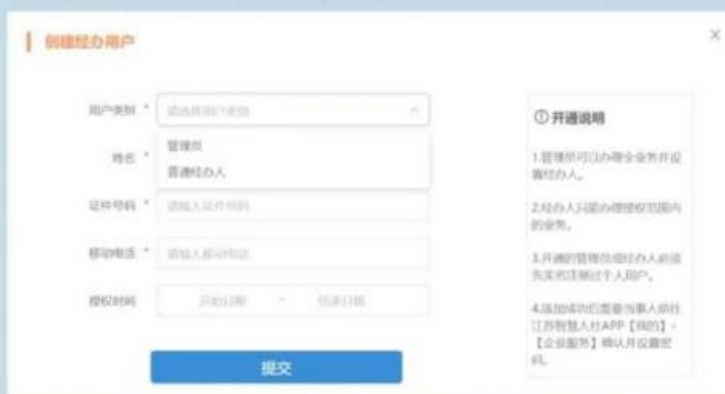 创建经办用户
×
用户类别 * 请选择用户类别
管理员
姓名 *
普通经办人
证件号码 * 请输入证件号码
移动电话 * 请输入移动电话
授权时间 开始日期 ~ 结束日期
提交
开通说明
1.管理员可以办理全业务并设
置经办人。
2.经办人只能办理授权范围内
的业务。
3.开通的管理员或经办人必须
先实名注册过个人用户。
4.添加成功后需要当事人前往
江苏智慧人社APP【我的】-
【企业服务】确认并设置密
码。